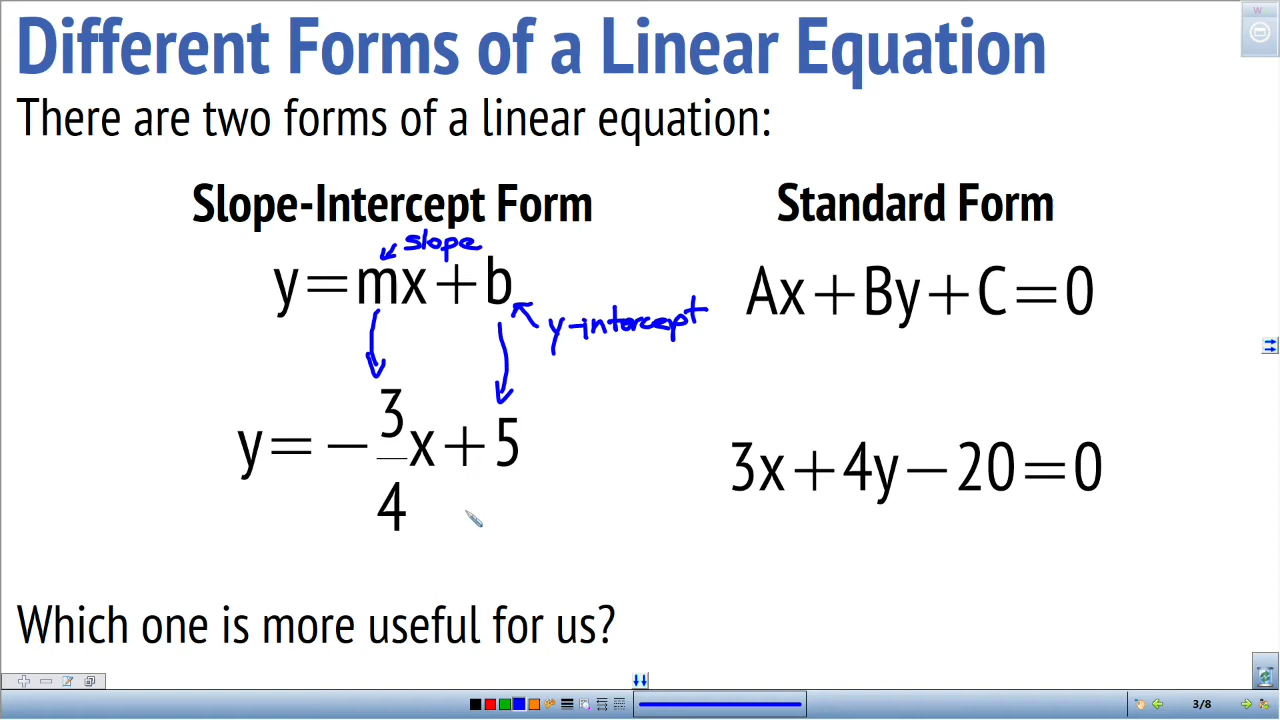 Different Forms of a Linear Equation
There are two forms of a linear equation:
Slope-Intercept Form
slope
y=mx+b
y-intercept
y=-3/4x+5
Standard Form
Ax+By+C=0
3x+4y-20=0
Which one is more useful for us?
3/8
W